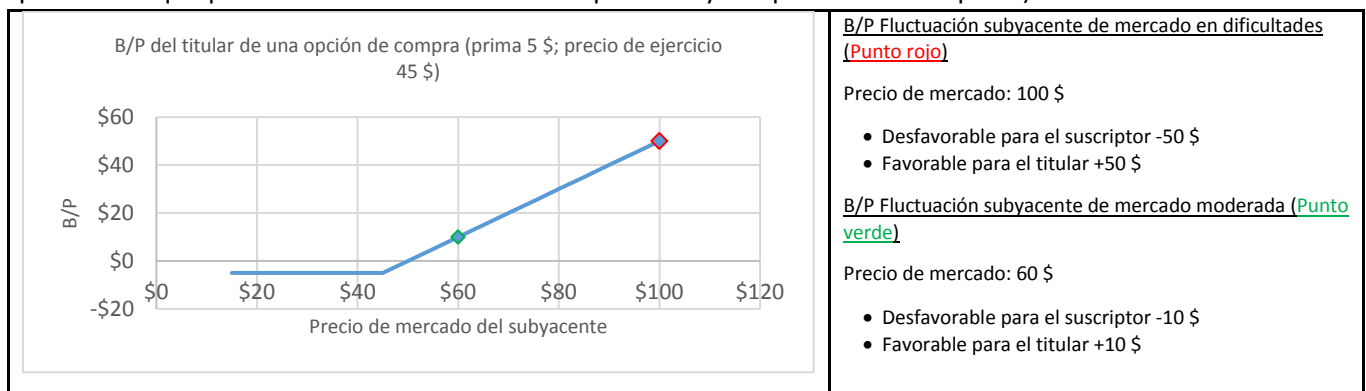 B/P del titular de una opción de compra (prima 5 $; precio de ejercicio
45 $)
$60
$40
$20
$0
-$20
B/P
$0 $20 $40 $60 $80 $100 $120
Precio de mercado del subyacente
B/P Fluctuación subyacente de mercado en dificultades
(Punto rojo)
Precio de mercado: 100 $
• Desfavorable para el suscriptor -50 $
• Favorable para el titular +50 $
B/P Fluctuación subyacente de mercado moderada (Punto
verde)
Precio de mercado: 60 $
• Desfavorable para el suscriptor -10 $
• Favorable para el titular +10 $